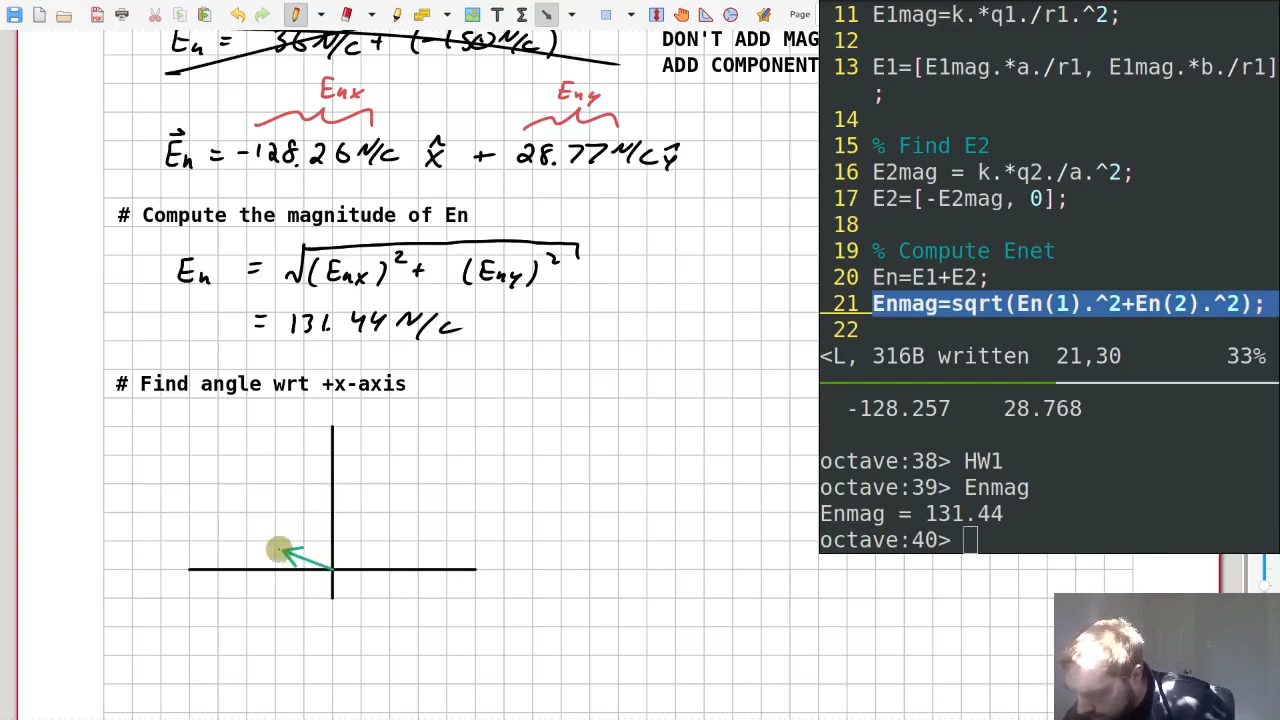 Page
En = 36 N/C + (-150 N/C)
DON'T ADD MAG
ADD COMPONENT
Enx Eny
En = -128.26 N/C x̂ + 28.77 N/C ŷ
# Compute the magnitude of En
En = √(Enx)² + (Eny)²
= 131.44 N/C
# Find angle wrt +x-axis
11 E1mag=k.*q1./r1.^2;
12
13 E1=[E1mag.*a./r1, E1mag.*b./r1]
;
14
15 % Find E2
16 E2mag = k.*q2./a.^2;
17 E2=[-E2mag, 0];
18
19 % Compute Enet
20 En=E1+E2;
21 Enmag=sqrt(En(1).^2+En(2).^2);
22
<L, 316B written 21,30 33%
-128.257 28.768
octave:38> HW1
octave:39> Enmag
Enmag = 131.44
octave:40>